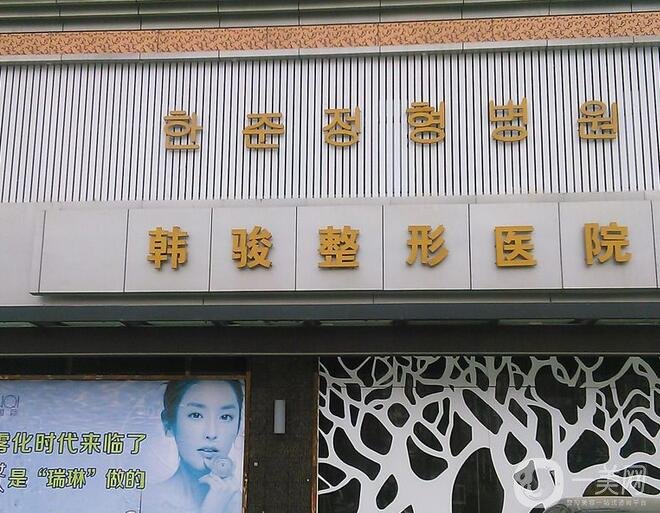 한준정형병원
韩骏整形医院
雾化时代来临了
是“瑞琳”做的
一美网